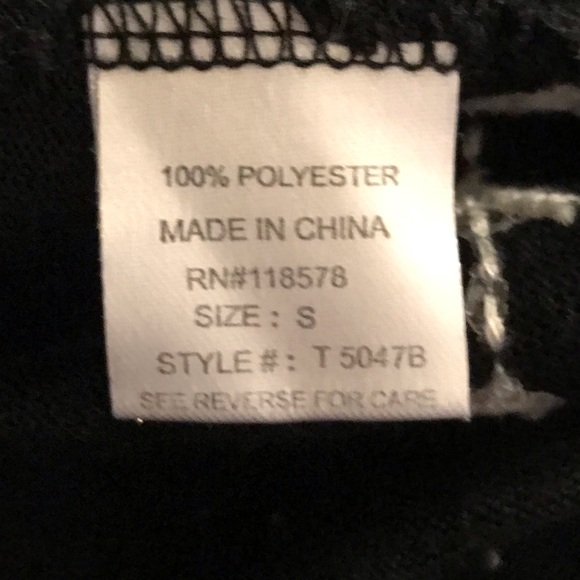 100% POLYESTER
MADE IN CHINA
RN#118578
SIZE : S
STYLE # : T 5047B
SEE REVERSE FOR CARE